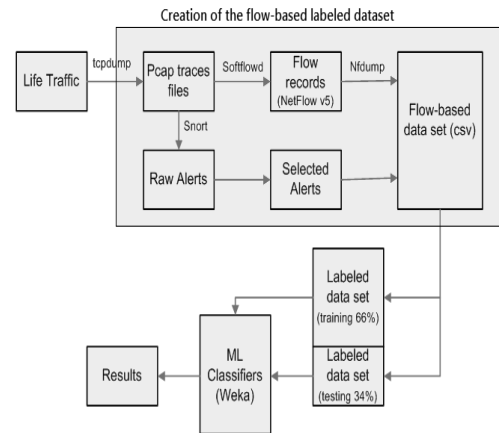 Creation of the flow-based labeled dataset
Life Traffic
tcpdump
Pcap traces
files
Softflowd
Flow
records
(NetFlow v5)
Nfdump
Flow-based
data set (csv)
Snort
Raw Alerts
Selected
Alerts
Labeled
data set
(training 66%)
Labeled
data set
(testing 34%)
ML
Classifiers
(Weka)
Results